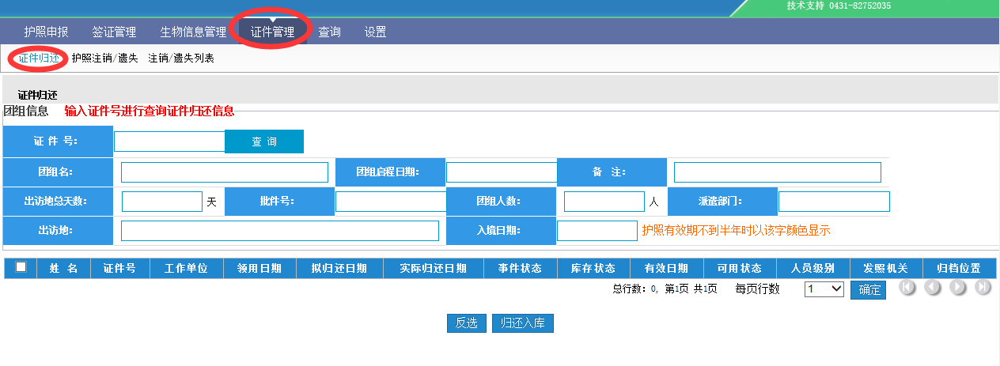 技术支持 0431-82752035
护照申报 签证管理 生物信息管理 证件管理 查询 设置
证件归还 护照注销/遗失 注销/遗失列表
证件归还
团组信息 输入证件号进行查询证件归还信息
证 件 号: 查 询
团组名: 团组启程日期: 备 注:
出访地总天数: 天 批件号: 团组人数: 人 派遣部门:
出访地: 入境日期: 护照有效期不到半年时以该字颜色显示
姓 名 证件号 工作单位 领用日期 拟归还日期 实际归还日期 事件状态 库存状态 有效日期 可用状态 人员级别 发照机关 归档位置
总行数: 0, 第1页 共1页 每页行数 1 确定
反选 归还入库